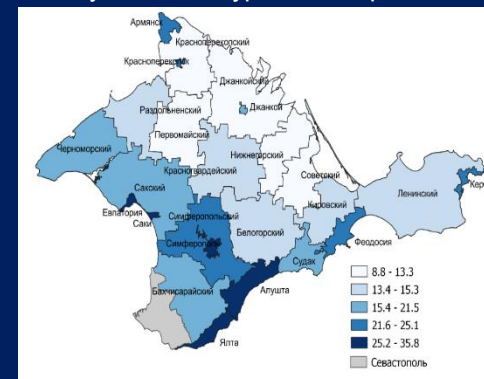 Армянск
Красноперекопский
Красноперекопск
Джанкойский
Джанкой
Раздольненский
Первомайский
Черноморский
Нижнегорский
Красногвардейский
Советский
Сакский
Кировский
Ленинский
Евпатория
Саки
Симферопольский
Симферополь
Белогорский
Феодосия
Судак
Бахчисарайский
Алушта
Ялта
8.8 - 13.3
13.4 - 15.3
15.4 - 21.5
21.6 - 25.1
25.2 - 35.8
Севастополь